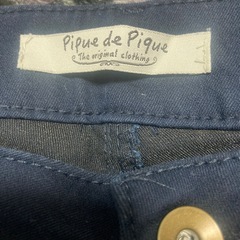 Pipue de Pique
The original clothing